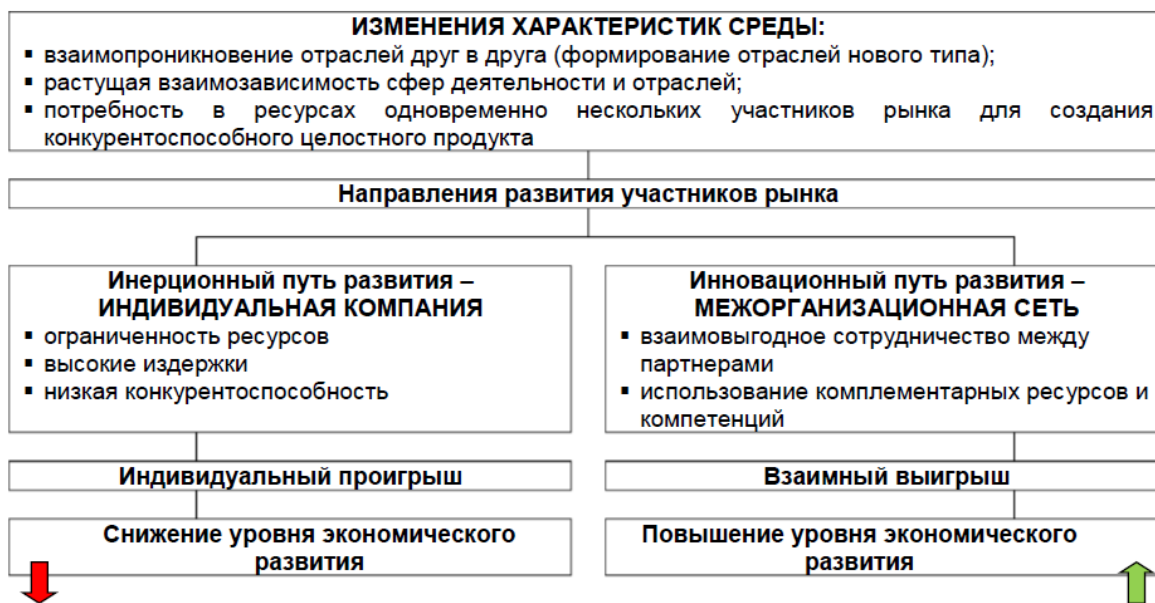 ИЗМЕНЕНИЯ ХАРАКТЕРИСТИК СРЕДЫ:
▪ взаимопроникновение отраслей друг в друга (формирование отраслей нового типа);
▪ растущая взаимозависимость сфер деятельности и отраслей;
▪ потребность в ресурсах одновременно нескольких участников рынка для создания
конкурентоспособного целостного продукта
Направления развития участников рынка
Инерционный путь развития –
ИНДИВИДУАЛЬНАЯ КОМПАНИЯ
▪ ограниченность ресурсов
▪ высокие издержки
▪ низкая конкурентоспособность
Индивидуальный проигрыш
Снижение уровня экономического
развития
Инновационный путь развития –
МЕЖОРГАНИЗАЦИОННАЯ СЕТЬ
▪ взаимовыгодное сотрудничество между
партнерами
▪ использование комплементарных ресурсов и
компетенций
Взаимный выигрыш
Повышение уровня экономического
развития